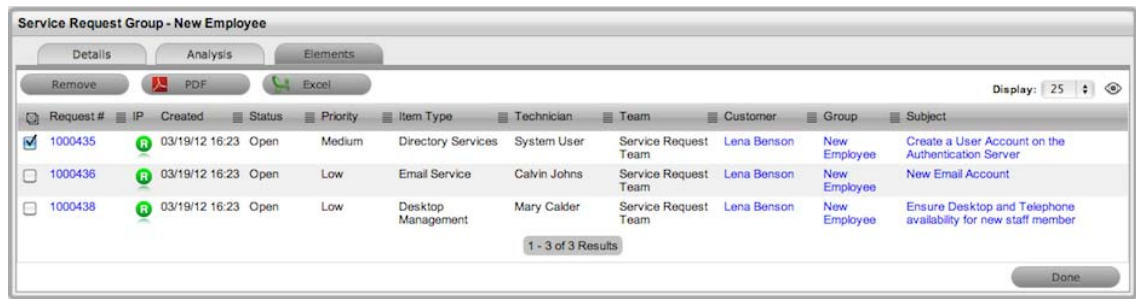 Service Request Group - New Employee
Details Analysis Elements
Remove PDF Excel Display: 25
Request # IP Created Status Priority Item Type Technician Team Customer Group Subject
1000435 R 03/19/12 16:23 Open Medium Directory Services System User Service Request Lena Benson New Create a User Account on the
Team Employee Authentication Server
1000436 R 03/19/12 16:23 Open Low Email Service Calvin Johns Service Request Lena Benson New New Email Account
Team Employee
1000438 R 03/19/12 16:23 Open Low Desktop Mary Calder Service Request Lena Benson New Ensure Desktop and Telephone
Management Team Employee availability for new staff member
1 - 3 of 3 Results
Done